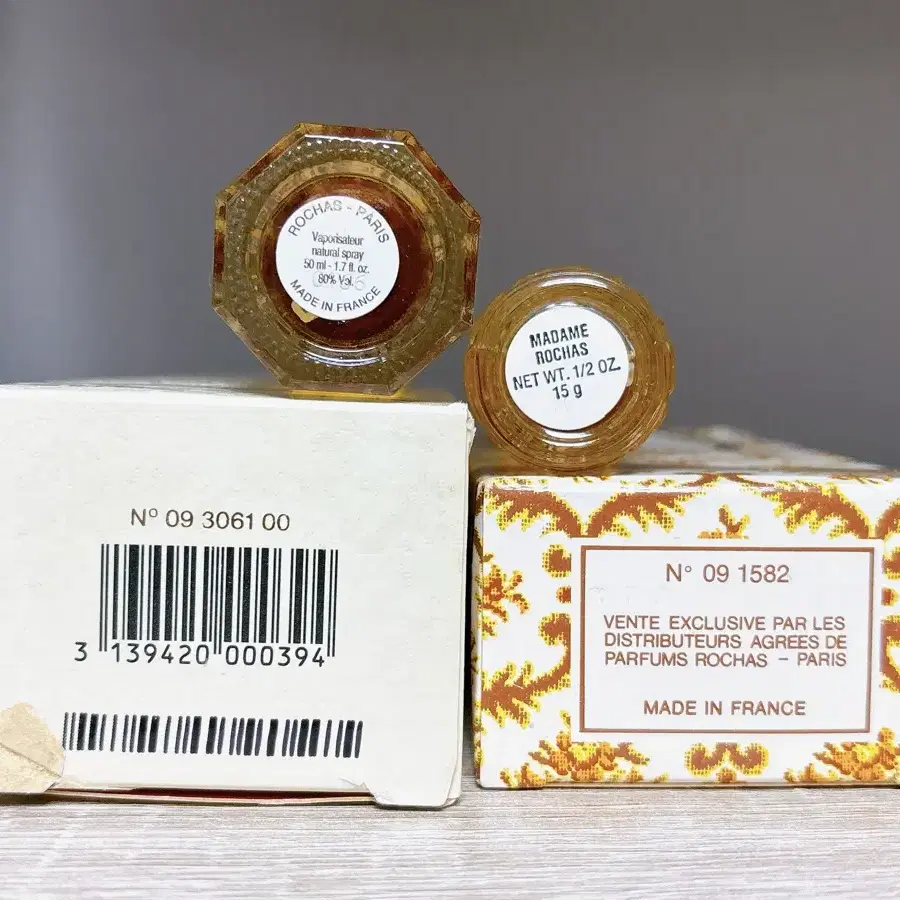 ROCHAS - PARIS
Vaporisateur
natural spray
50 ml - 1.7 fl. oz.
80% Vol.
MADE IN FRANCE
MADAME
ROCHAS
NET WT. 1/2 OZ.
15 g
Nº 09 3061 00
3 139420 000394
N° 09 1582
VENTE EXCLUSIVE PAR LES
DISTRIBUTEURS AGREES DE
PARFUMS ROCHAS - PARIS
MADE IN FRANCE